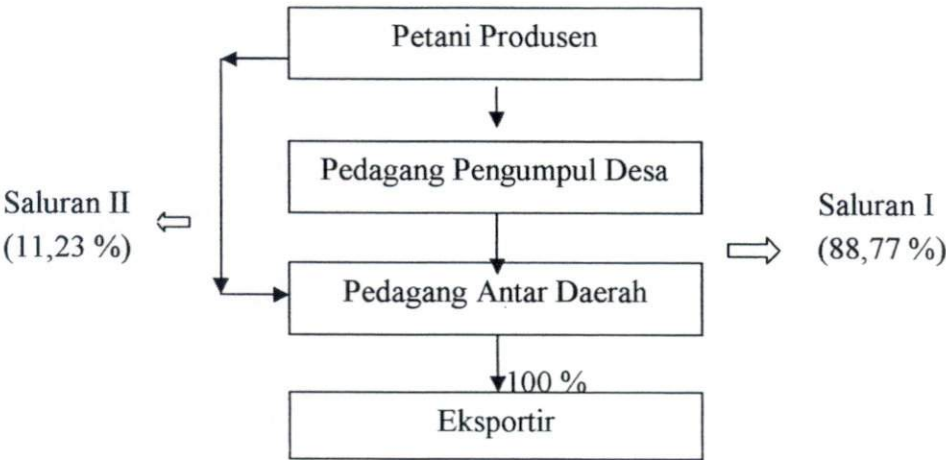 Petani Produsen
Pedagang Pengumpul Desa
Saluran II
(11,23 %)
Saluran I
(88,77 %)
Pedagang Antar Daerah
100 %
Eksportir